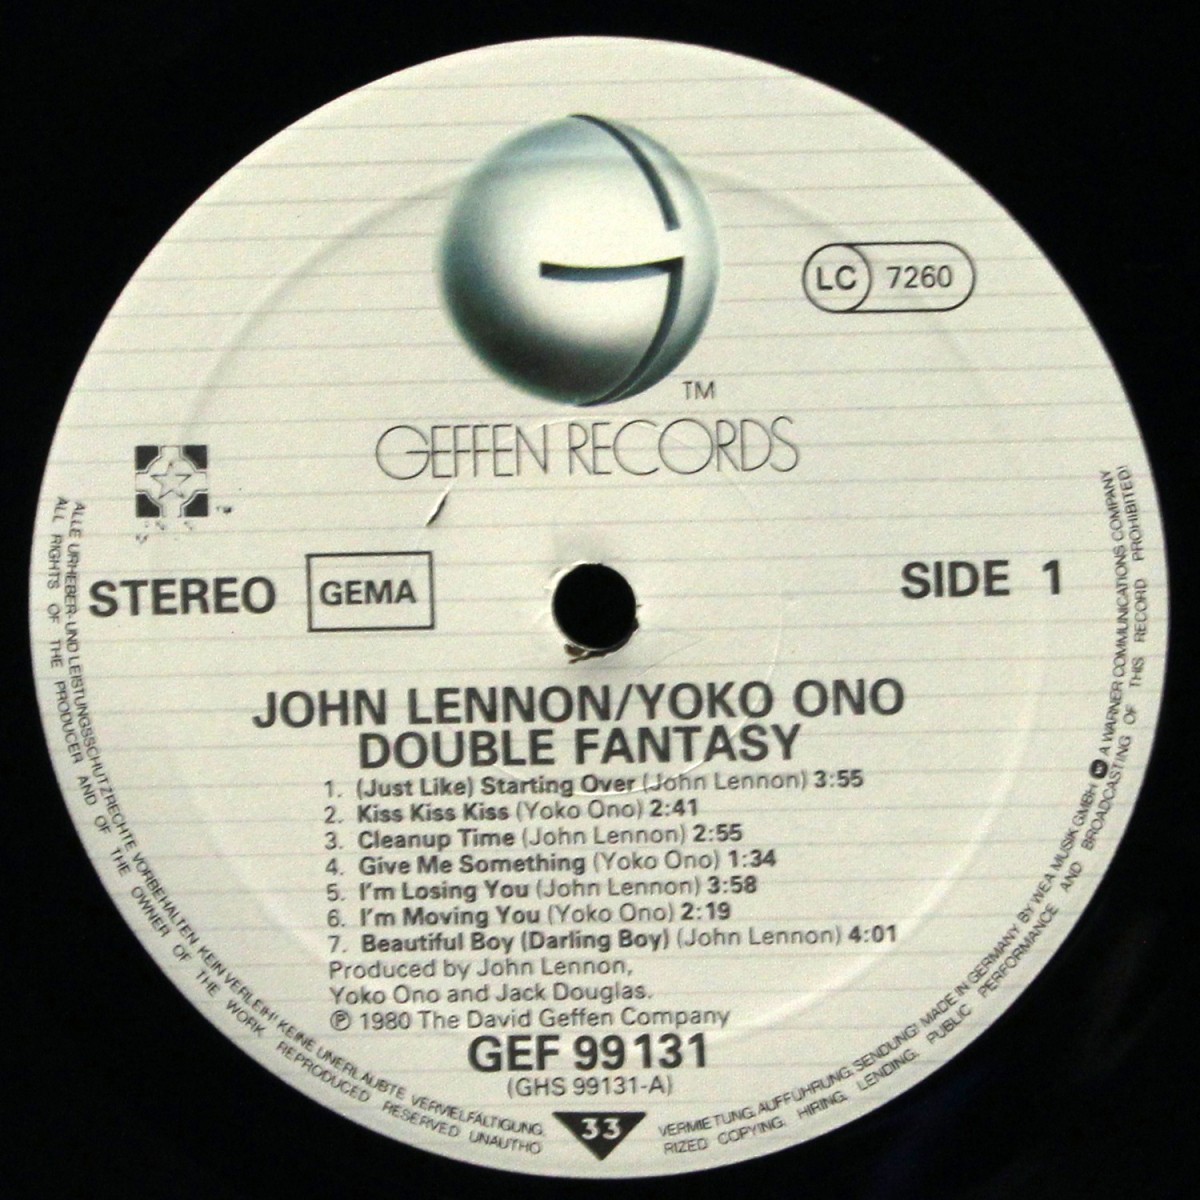 LC 7260
TM
GEFFEN RECORDS
STEREO GEMA
SIDE 1
JOHN LENNON/YOKO ONO
DOUBLE FANTASY
1. (Just Like) Starting Over (John Lennon) 3:55
2. Kiss Kiss Kiss (Yoko Ono) 2:41
3. Cleanup Time (John Lennon) 2:55
4. Give Me Something (Yoko Ono) 1:34
5. I'm Losing You (John Lennon) 3:58
6. I'm Moving You (Yoko Ono) 2:19
7. Beautiful Boy (Darling Boy) (John Lennon) 4:01
Produced by John Lennon,
Yoko Ono and Jack Douglas.
℗ 1980 The David Geffen Company
GEF 99131
(GHS 99131-A)
33
ALLE URHEBER- UND LEISTUNGSSCHUTZRECHTE VORBEHALTEN KEIN VERLEIH! KEINE UNERLAUBTE VERVIELFÄLTIGUNG, VERMIETUNG, AUFFÜHRUNG, SENDUNG! MADE IN GERMANY BY WEA MUSIK GMBH A WARNER COMMUNICATIONS COMPANY
ALL RIGHTS OF THE PRODUCER AND OF THE OWNER OF THE WORK REPRODUCED RESERVED UNAUTHORIZED COPYING, HIRING, LENDING, PUBLIC PERFORMANCE AND BROADCASTING OF THIS RECORD PROHIBITED!